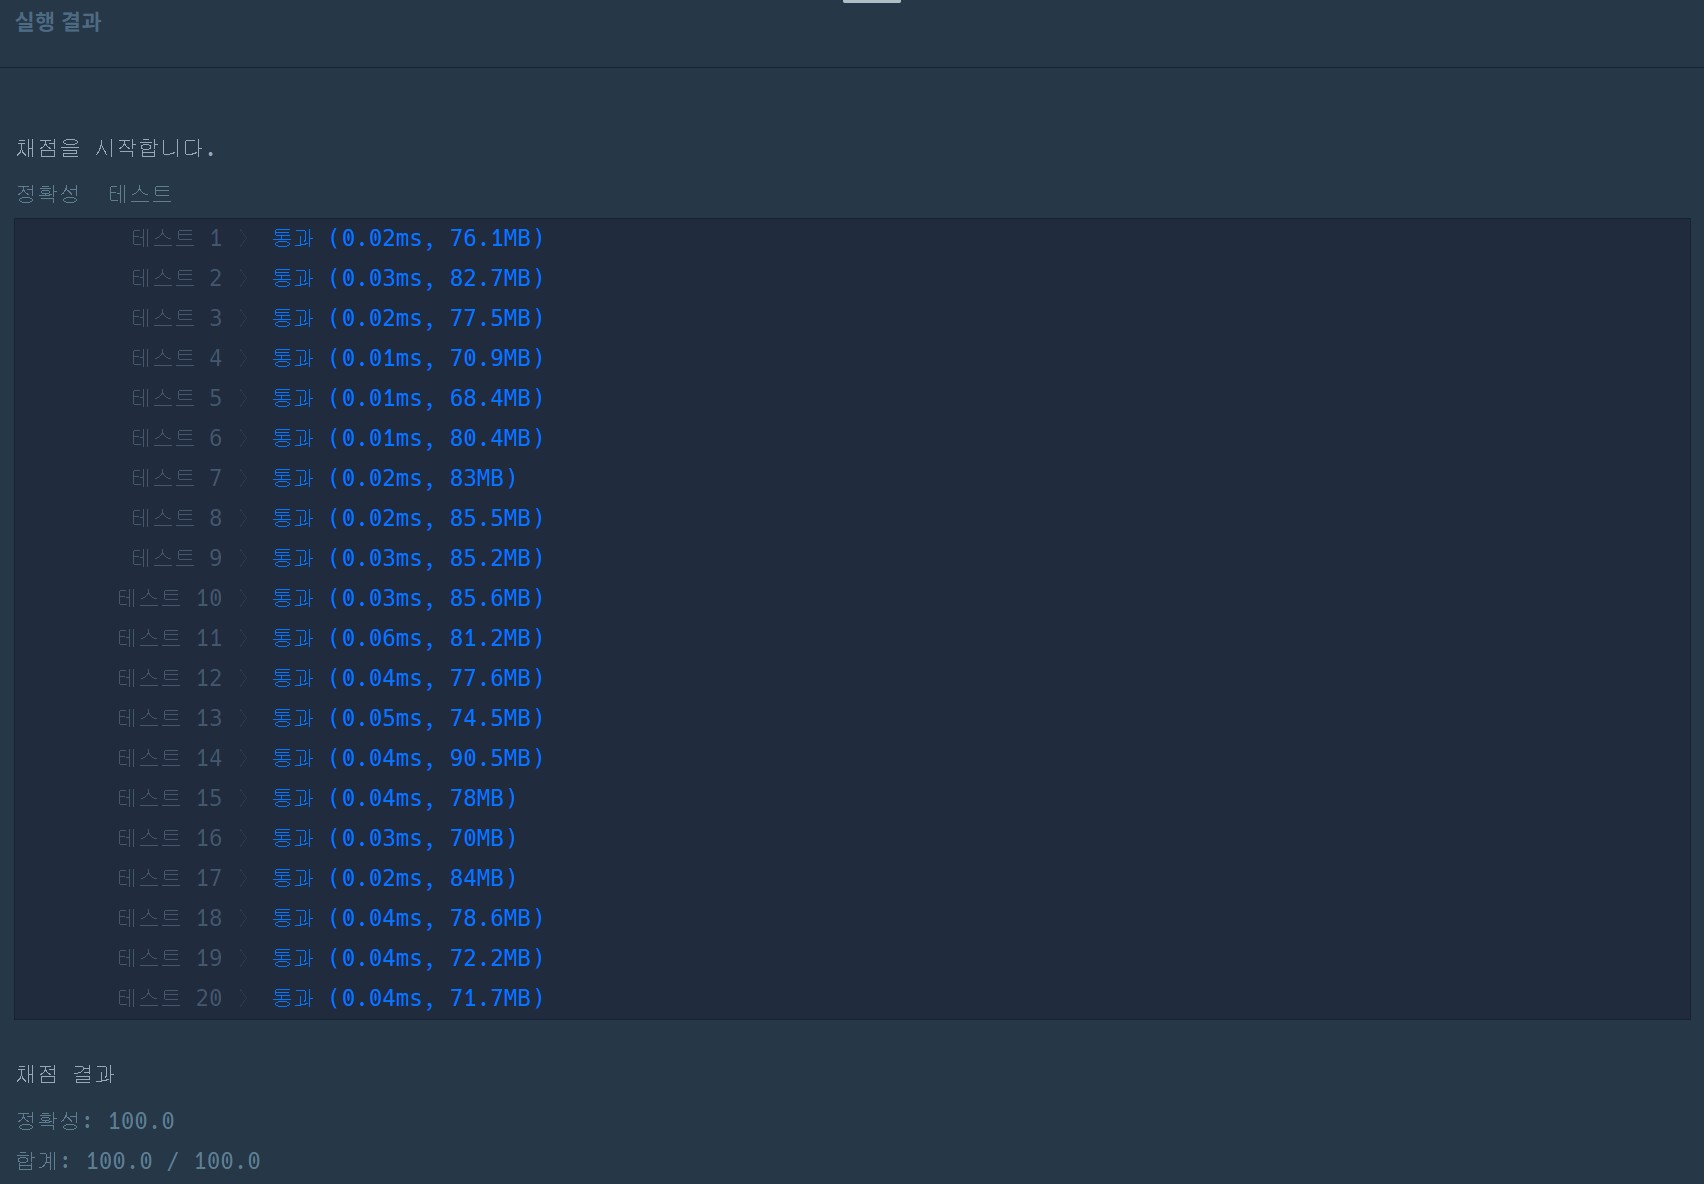 실행 결과
채점을 시작합니다.
정확성 테스트
테스트 1 〉 통과 (0.02ms, 76.1MB)
테스트 2 〉 통과 (0.03ms, 82.7MB)
테스트 3 〉 통과 (0.02ms, 77.5MB)
테스트 4 〉 통과 (0.01ms, 70.9MB)
테스트 5 〉 통과 (0.01ms, 68.4MB)
테스트 6 〉 통과 (0.01ms, 80.4MB)
테스트 7 〉 통과 (0.02ms, 83MB)
테스트 8 〉 통과 (0.02ms, 85.5MB)
테스트 9 〉 통과 (0.03ms, 85.2MB)
테스트 10 〉 통과 (0.03ms, 85.6MB)
테스트 11 〉 통과 (0.06ms, 81.2MB)
테스트 12 〉 통과 (0.04ms, 77.6MB)
테스트 13 〉 통과 (0.05ms, 74.5MB)
테스트 14 〉 통과 (0.04ms, 90.5MB)
테스트 15 〉 통과 (0.04ms, 78MB)
테스트 16 〉 통과 (0.03ms, 70MB)
테스트 17 〉 통과 (0.02ms, 84MB)
테스트 18 〉 통과 (0.04ms, 78.6MB)
테스트 19 〉 통과 (0.04ms, 72.2MB)
테스트 20 〉 통과 (0.04ms, 71.7MB)
채점 결과
정확성: 100.0
합계: 100.0 / 100.0